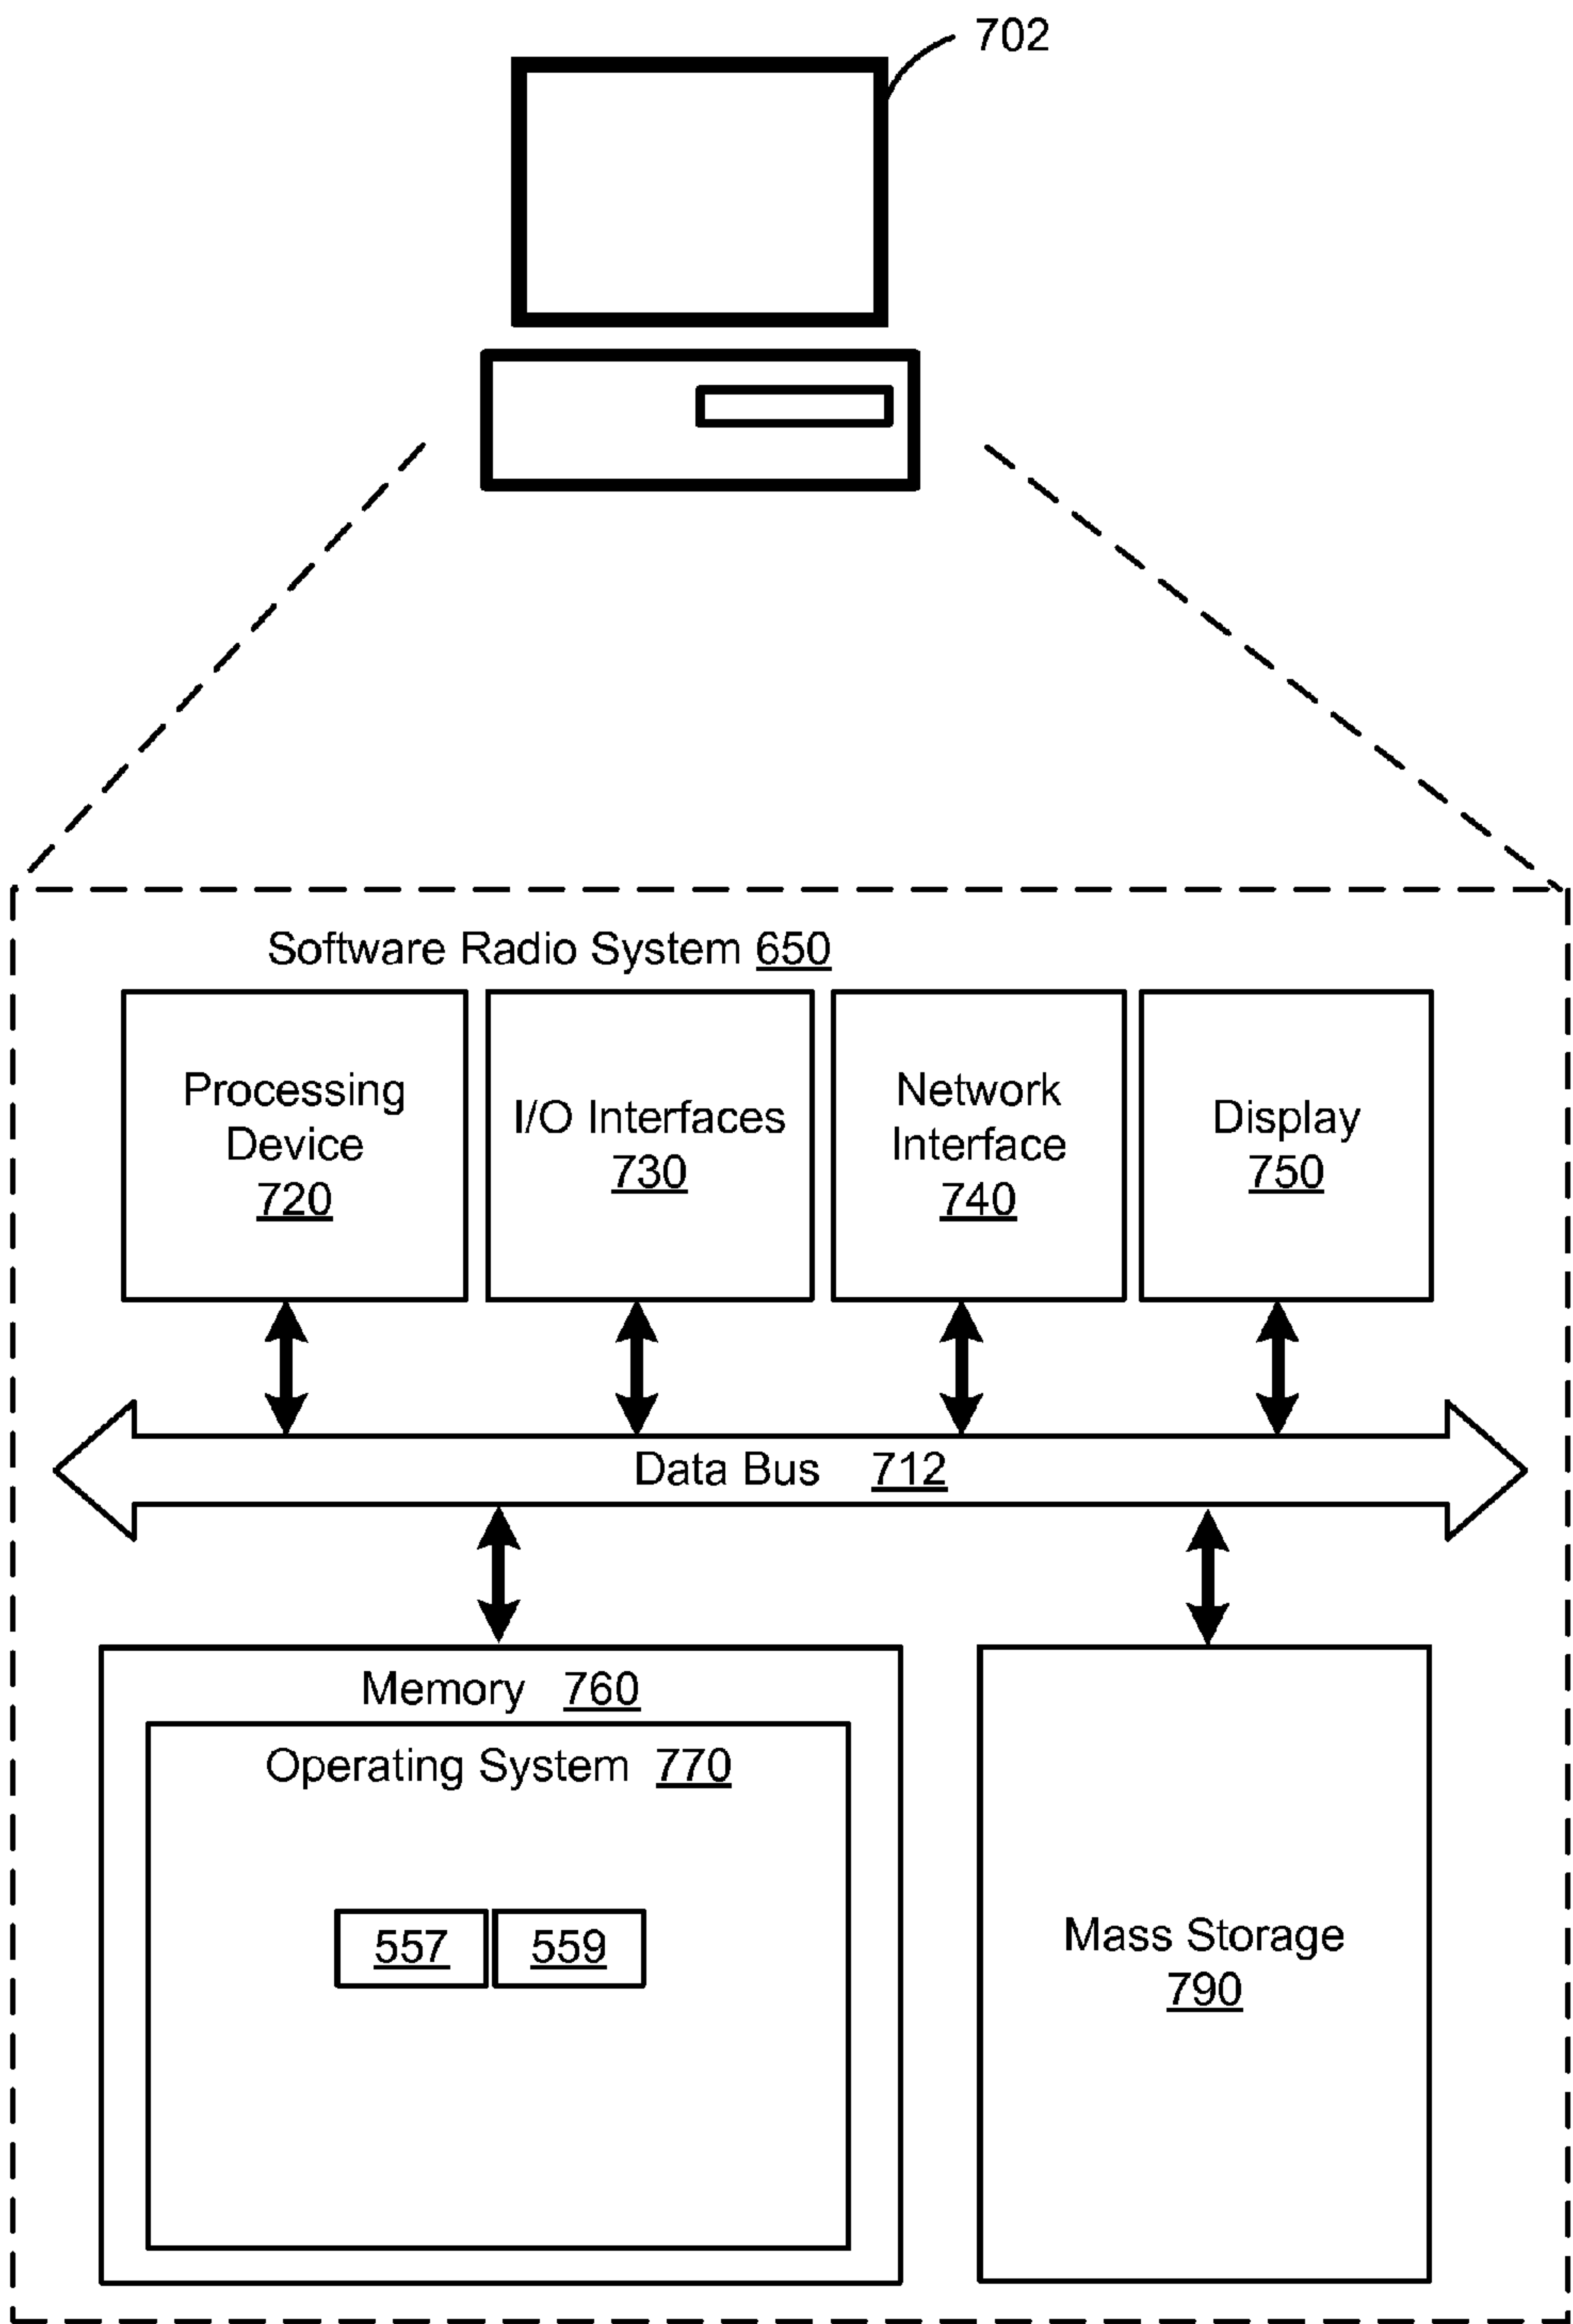 702
Software Radio System 650
Processing
Device
720
I/O Interfaces
730
Network
Interface
740
Display
750
Data Bus 712
Memory 760
Operating System 770
557
559
Mass Storage
790